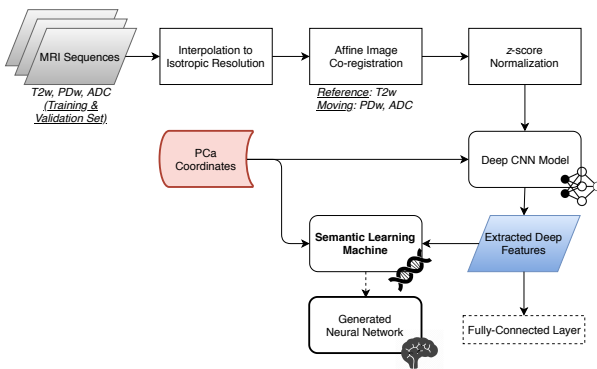 MRI Sequences
T2w, PDw, ADC
(Training &
Validation Set)
Interpolation to
Isotropic Resolution
Affine Image
Co-registration
Reference: T2w
Moving: PDw, ADC
z-score
Normalization
PCa
Coordinates
Deep CNN Model
Semantic Learning
Machine
Extracted Deep
Features
Generated
Neural Network
Fully-Connected Layer